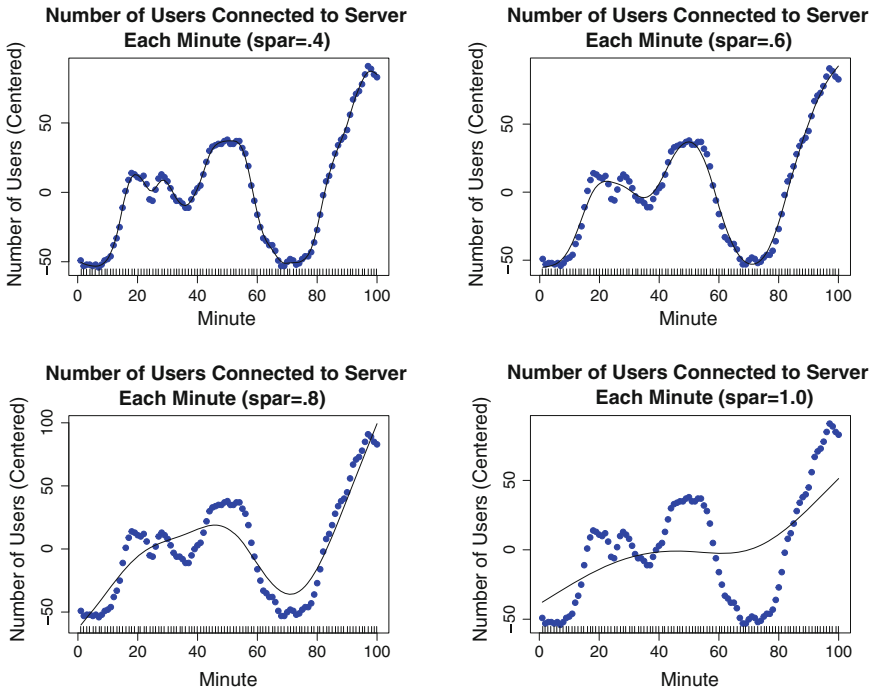 Number of Users Connected to Server
Each Minute (spar=.4)
Number of Users (Centered)
50
0
−50
0 20 40 60 80 100
Minute
Number of Users Connected to Server
Each Minute (spar=.6)
Number of Users (Centered)
50
0
−50
0 20 40 60 80 100
Minute
Number of Users Connected to Server
Each Minute (spar=.8)
Number of Users (Centered)
100
50
0
−50
0 20 40 60 80 100
Minute
Number of Users Connected to Server
Each Minute (spar=1.0)
Number of Users (Centered)
50
0
−50
0 20 40 60 80 100
Minute